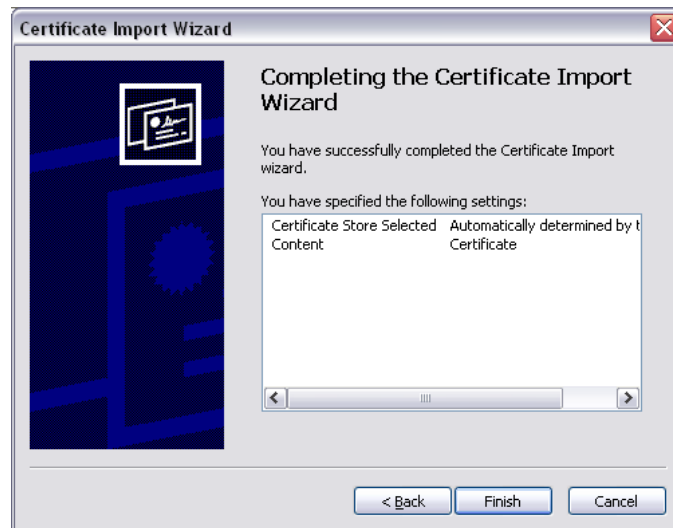 Certificate Import Wizard
Completing the Certificate Import
Wizard
You have successfully completed the Certificate Import
wizard.
You have specified the following settings:
Certificate Store Selected Automatically determined by t
Content Certificate
< Back Finish Cancel